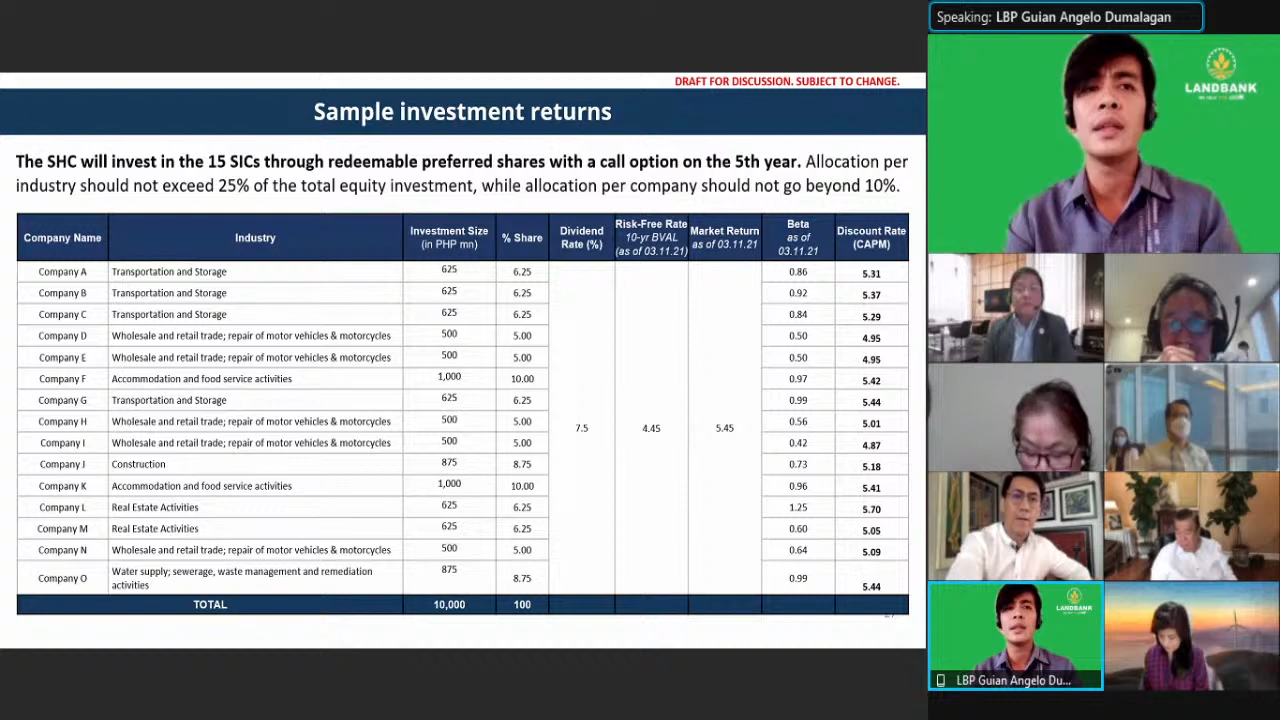 Speaking: LBP Guian Angelo Dumalagan
DRAFT FOR DISCUSSION. SUBJECT TO CHANGE.
Sample investment returns
The SHC will invest in the 15 SICs through redeemable preferred shares with a call option on the 5th year. Allocation per
industry should not exceed 25% of the total equity investment, while allocation per company should not go beyond 10%.
Company Name Industry Investment Size (in PHP mn) % Share Dividend Rate (%) Risk-Free Rate 10-yr BVAL (as of 03.11.21) Market Return as of 03.11.21 Beta as of 03.11.21 Discount Rate (CAPM)
Company A Transportation and Storage 625 6.25 0.86 5.31
Company B Transportation and Storage 625 6.25 0.92 5.37
Company C Transportation and Storage 625 6.25 0.84 5.29
Company D Wholesale and retail trade; repair of motor vehicles & motorcycles 500 5.00 0.50 4.95
Company E Wholesale and retail trade; repair of motor vehicles & motorcycles 500 5.00 0.50 4.95
Company F Accommodation and food service activities 1,000 10.00 0.97 5.42
Company G Transportation and Storage 625 6.25 0.99 5.44
Company H Wholesale and retail trade; repair of motor vehicles & motorcycles 500 5.00 7.5 4.45 5.45 0.56 5.01
Company I Wholesale and retail trade; repair of motor vehicles & motorcycles 500 5.00 0.42 4.87
Company J Construction 875 8.75 0.73 5.18
Company K Accommodation and food service activities 1,000 10.00 0.96 5.41
Company L Real Estate Activities 625 6.25 1.25 5.70
Company M Real Estate Activities 625 6.25 0.60 5.05
Company N Wholesale and retail trade; repair of motor vehicles & motorcycles 500 5.00 0.64 5.09
Company O Water supply; sewerage, waste management and remediation activities 875 8.75 0.99 5.44
TOTAL 10,000 100
LANDBANK
LANDBANK
LBP Guian Angelo Du...